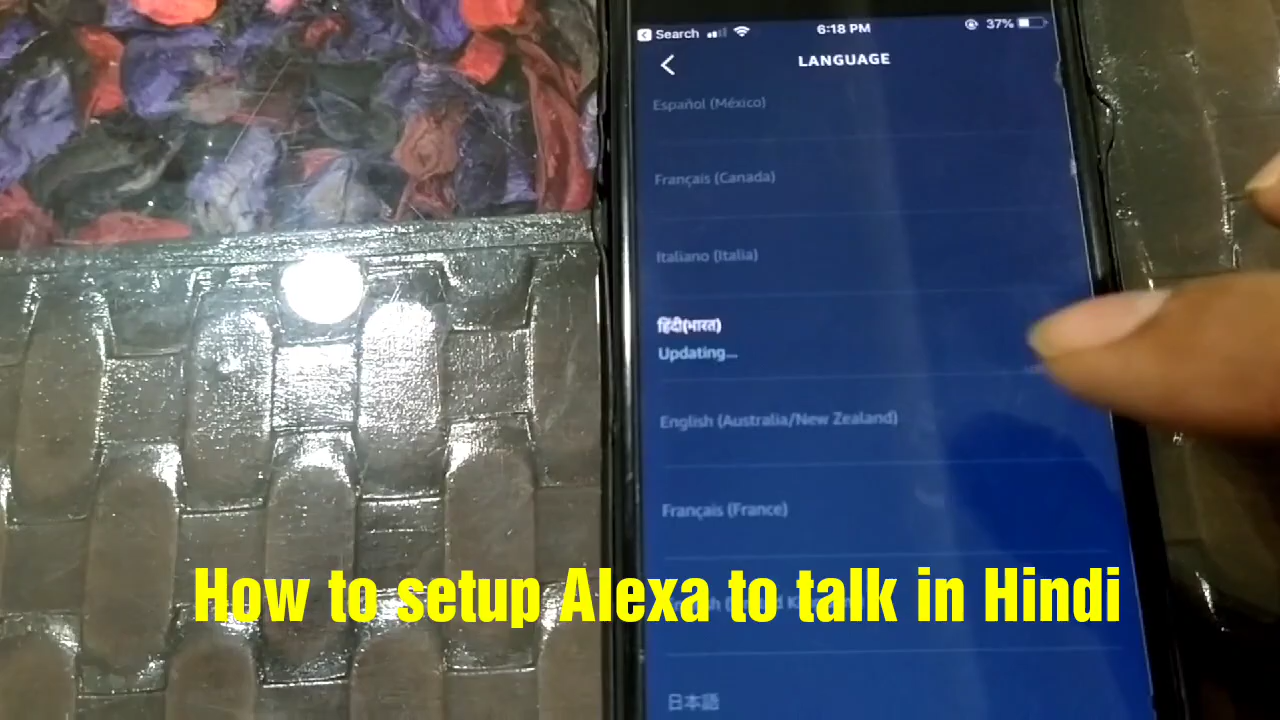 Search 6:18 PM 37%
LANGUAGE
Español (México)
Français (Canada)
Italiano (Italia)
हिंदी(भारत)
Updating...
English (Australia/New Zealand)
Français (France)
How to setup Alexa to talk in Hindi
日本語